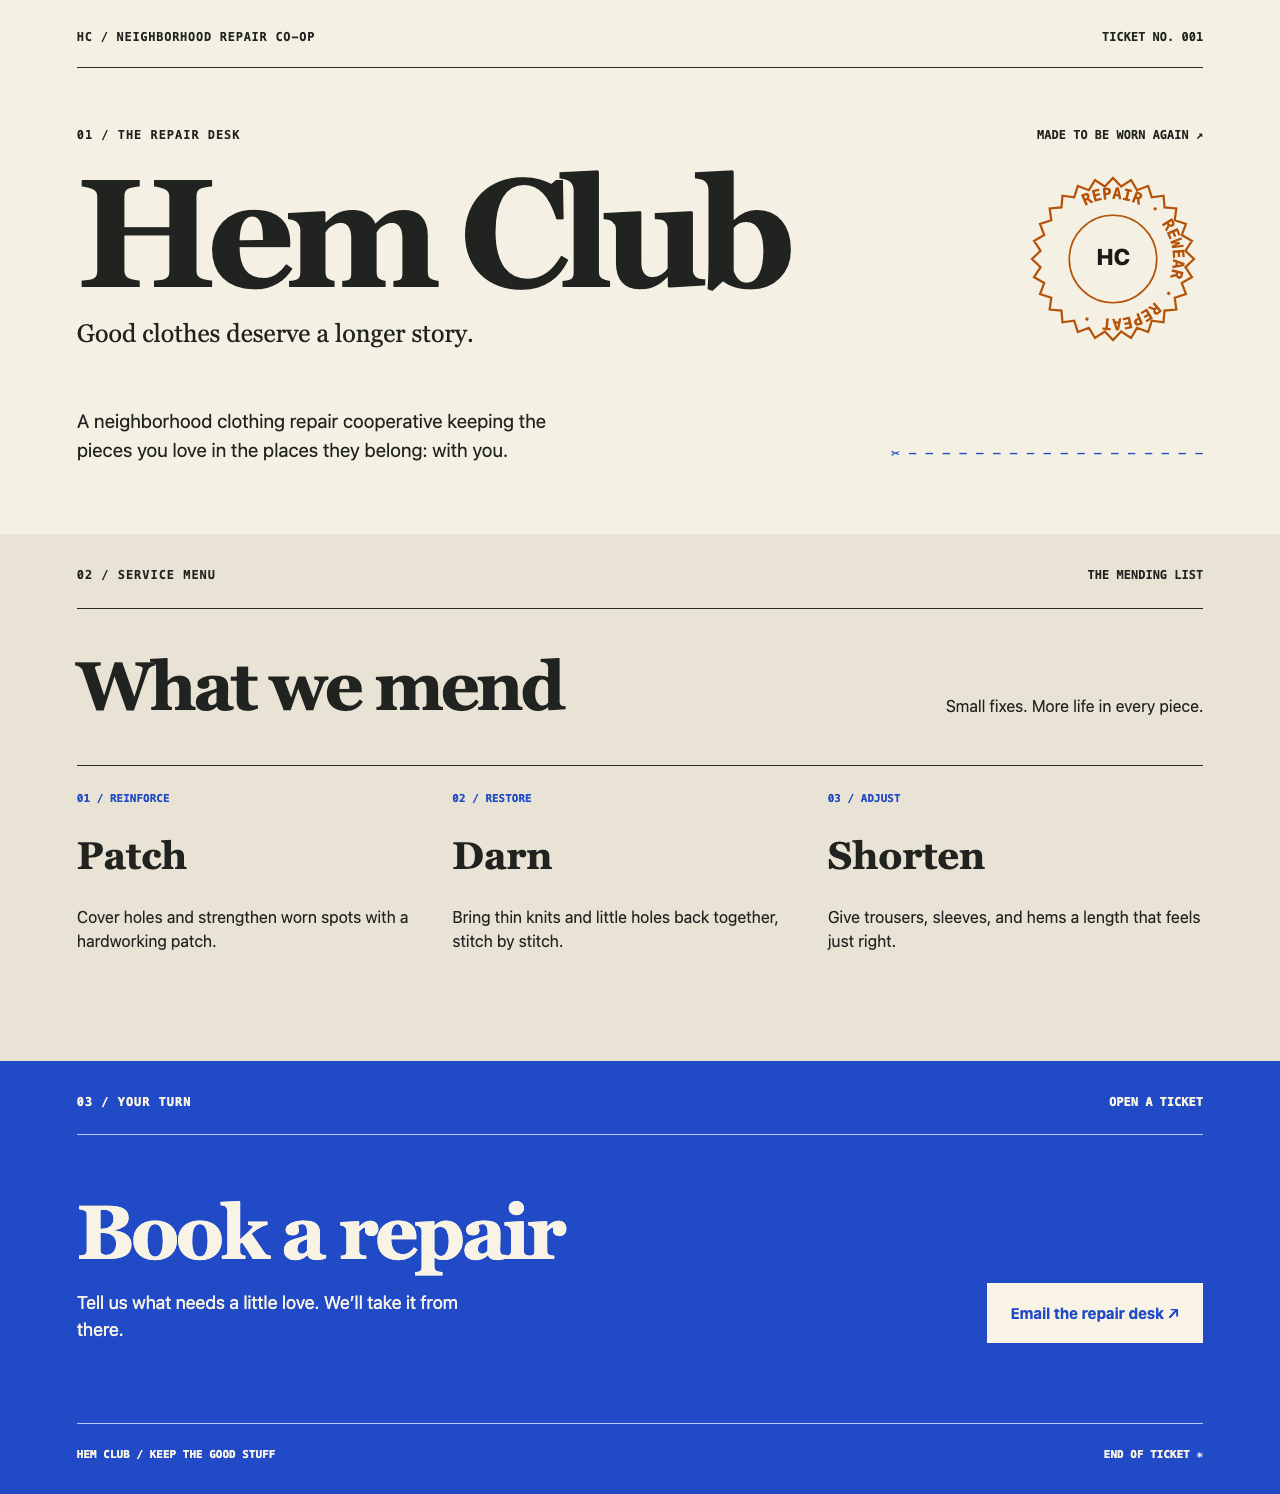 HC / NEIGHBORHOOD REPAIR CO–OP
TICKET NO. 001
01 / THE REPAIR DESK
MADE TO BE WORN AGAIN ↗
Hem Club
REPAIR · REWEAR · REPEAT ·
HC
Good clothes deserve a longer story.
A neighborhood clothing repair cooperative keeping the
pieces you love in the places they belong: with you.
✂ – – – – – – – – – – – – – – – – – –
02 / SERVICE MENU
THE MENDING LIST
What we mend
Small fixes. More life in every piece.
01 / REINFORCE
Patch
Cover holes and strengthen worn spots with a
hardworking patch.
02 / RESTORE
Darn
Bring thin knits and little holes back together,
stitch by stitch.
03 / ADJUST
Shorten
Give trousers, sleeves, and hems a length that feels
just right.
03 / YOUR TURN
OPEN A TICKET
Book a repair
Tell us what needs a little love. We’ll take it from
there.
Email the repair desk ↗
HEM CLUB / KEEP THE GOOD STUFF
END OF TICKET ✳